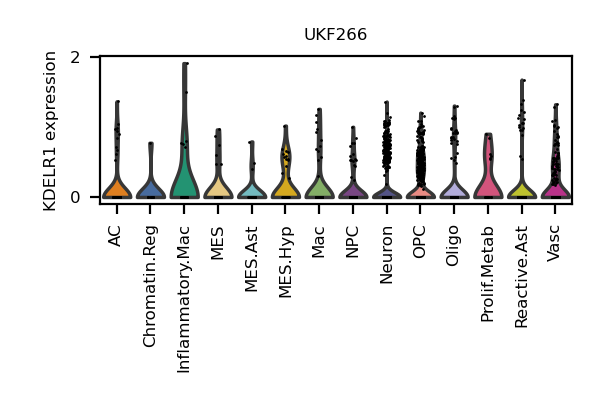 UKF266
KDELR1 expression
2
0
AC
Chromatin.Reg
Inflammatory.Mac
MES
MES.Ast
MES.Hyp
Mac
NPC
Neuron
OPC
Oligo
Prolif.Metab
Reactive.Ast
Vasc